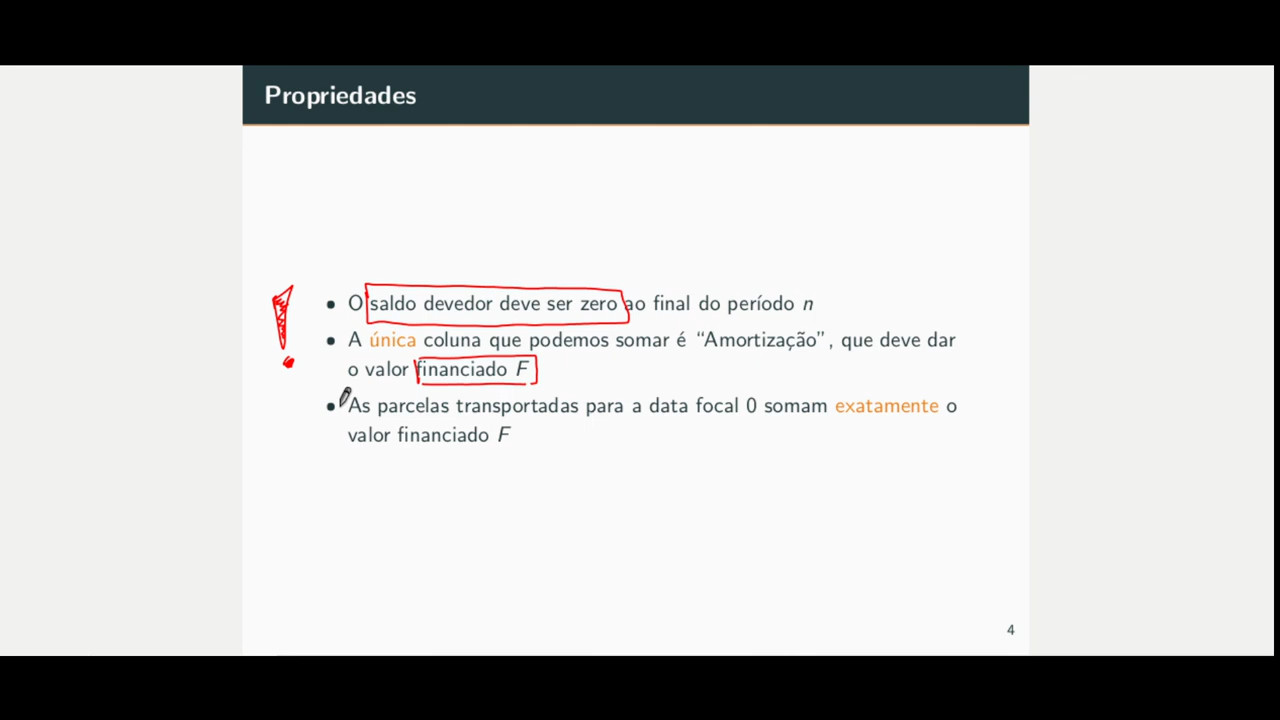 Propriedades
• O saldo devedor deve ser zero ao final do período n
• A única coluna que podemos somar é “Amortização”, que deve dar
o valor financiado F
• As parcelas transportadas para a data focal 0 somam exatamente o
valor financiado F
4